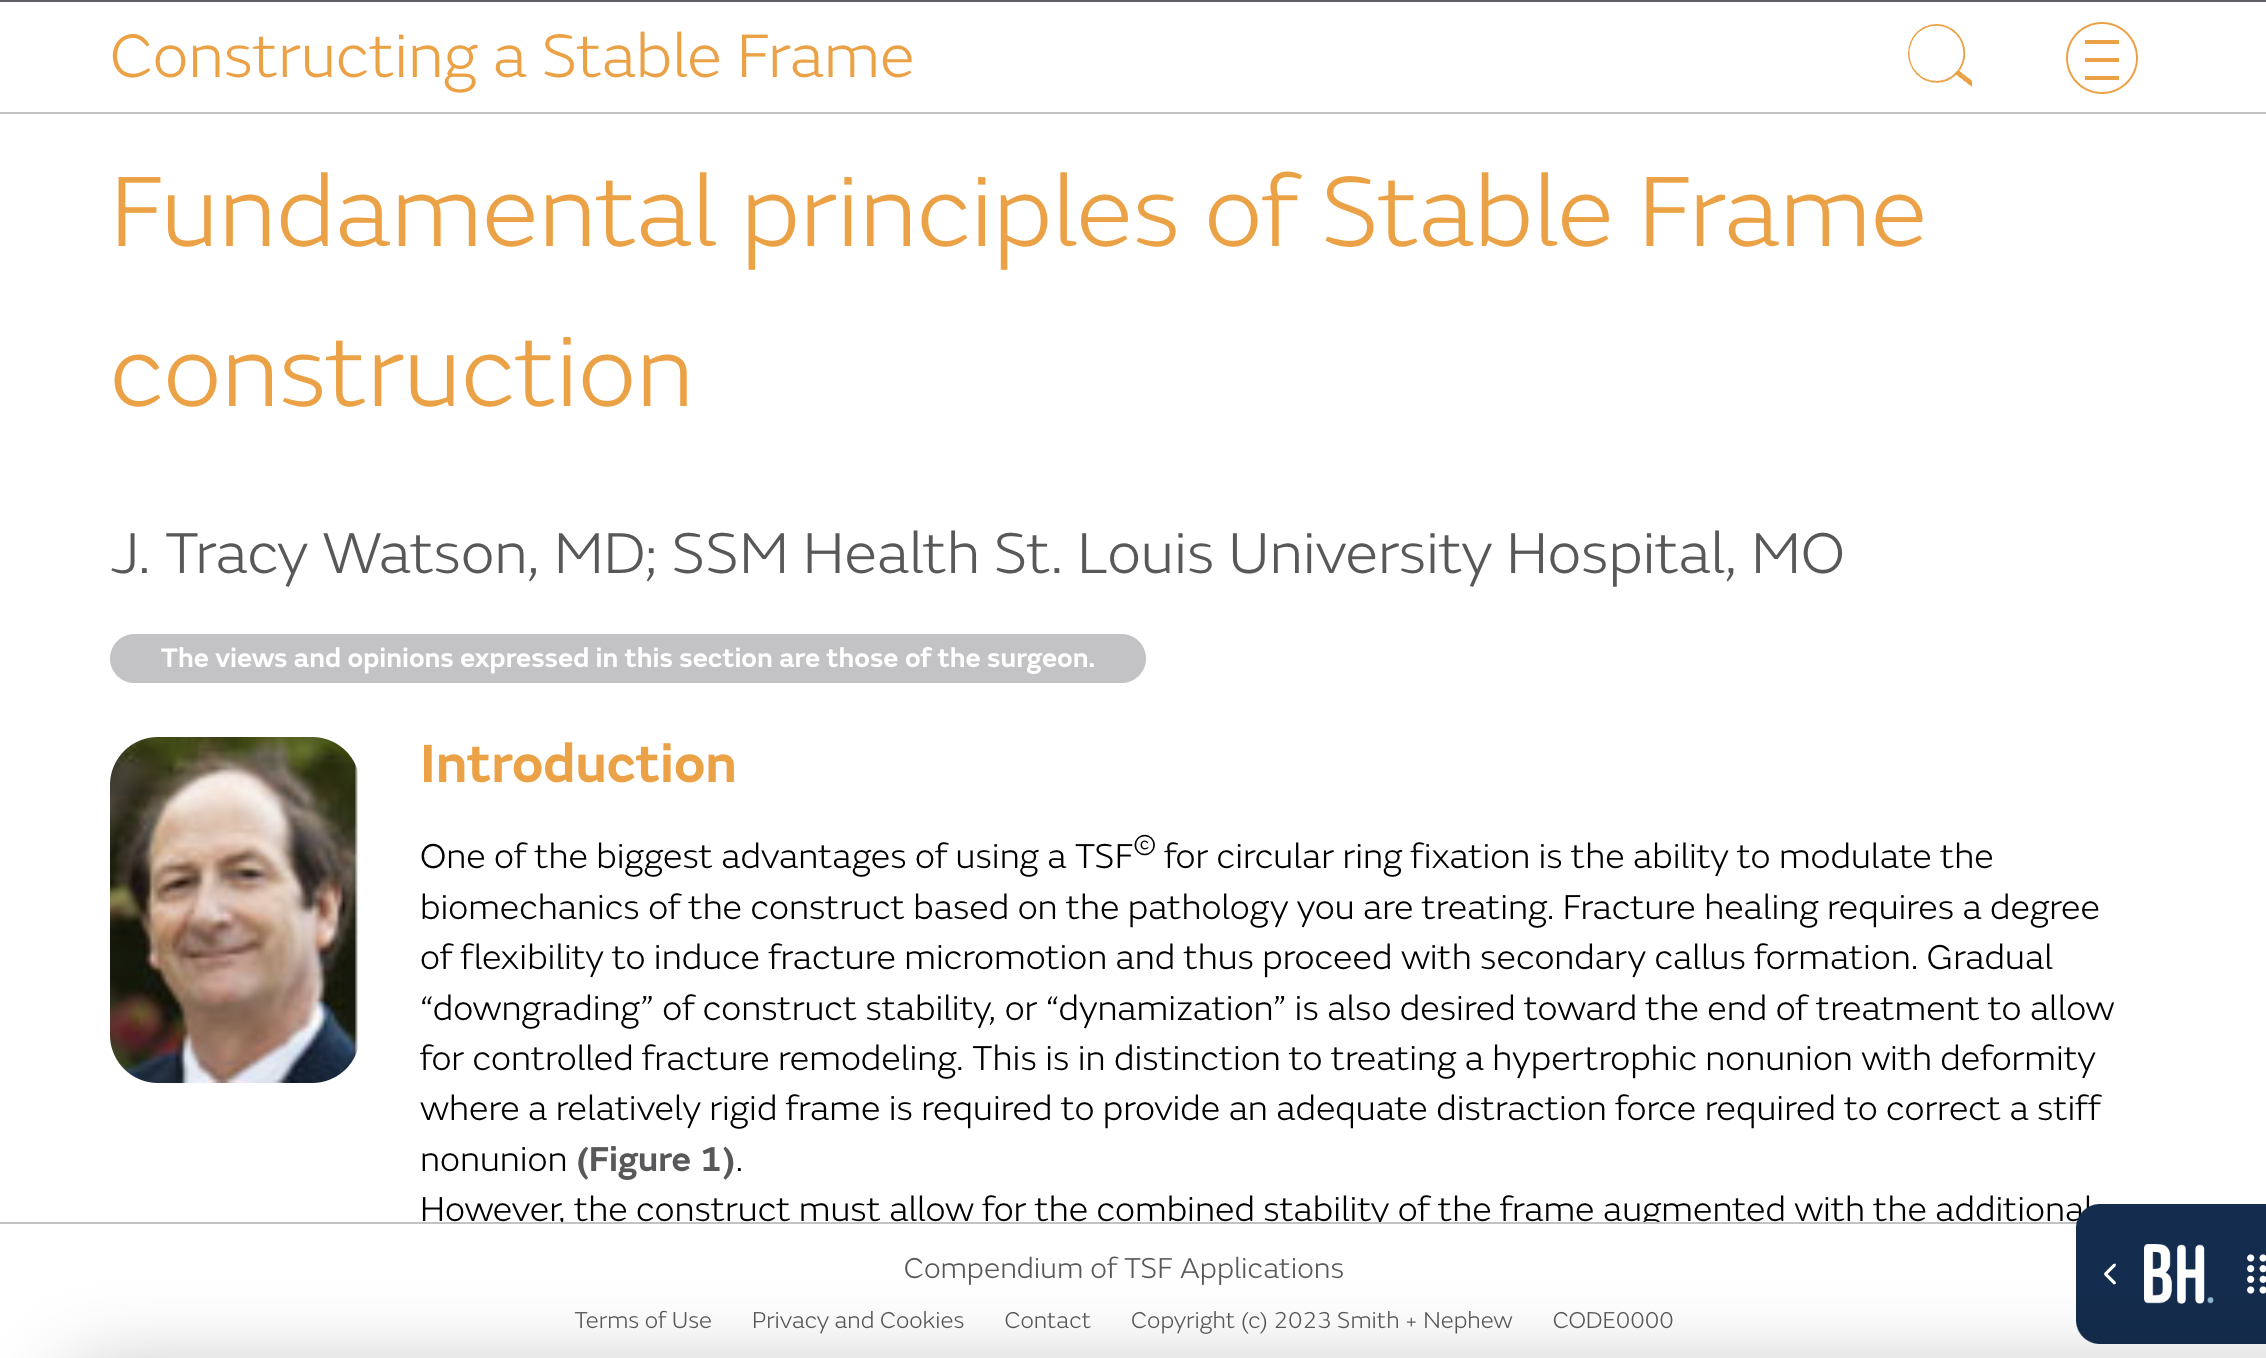 Constructing a Stable Frame
Fundamental principles of Stable Frame
construction
J. Tracy Watson, MD; SSM Health St. Louis University Hospital, MO
The views and opinions expressed in this section are those of the surgeon.
Introduction
One of the biggest advantages of using a TSF© for circular ring fixation is the ability to modulate the
biomechanics of the construct based on the pathology you are treating. Fracture healing requires a degree
of flexibility to induce fracture micromotion and thus proceed with secondary callus formation. Gradual
“downgrading” of construct stability, or “dynamization” is also desired toward the end of treatment to allow
for controlled fracture remodeling. This is in distinction to treating a hypertrophic nonunion with deformity
where a relatively rigid frame is required to provide an adequate distraction force required to correct a stiff
nonunion (Figure 1).
However, the construct must allow for the combined stability of the frame augmented with the additional
Compendium of TSF Applications
Terms of Use Privacy and Cookies Contact Copyright (c) 2023 Smith + Nephew CODE0000
BH.